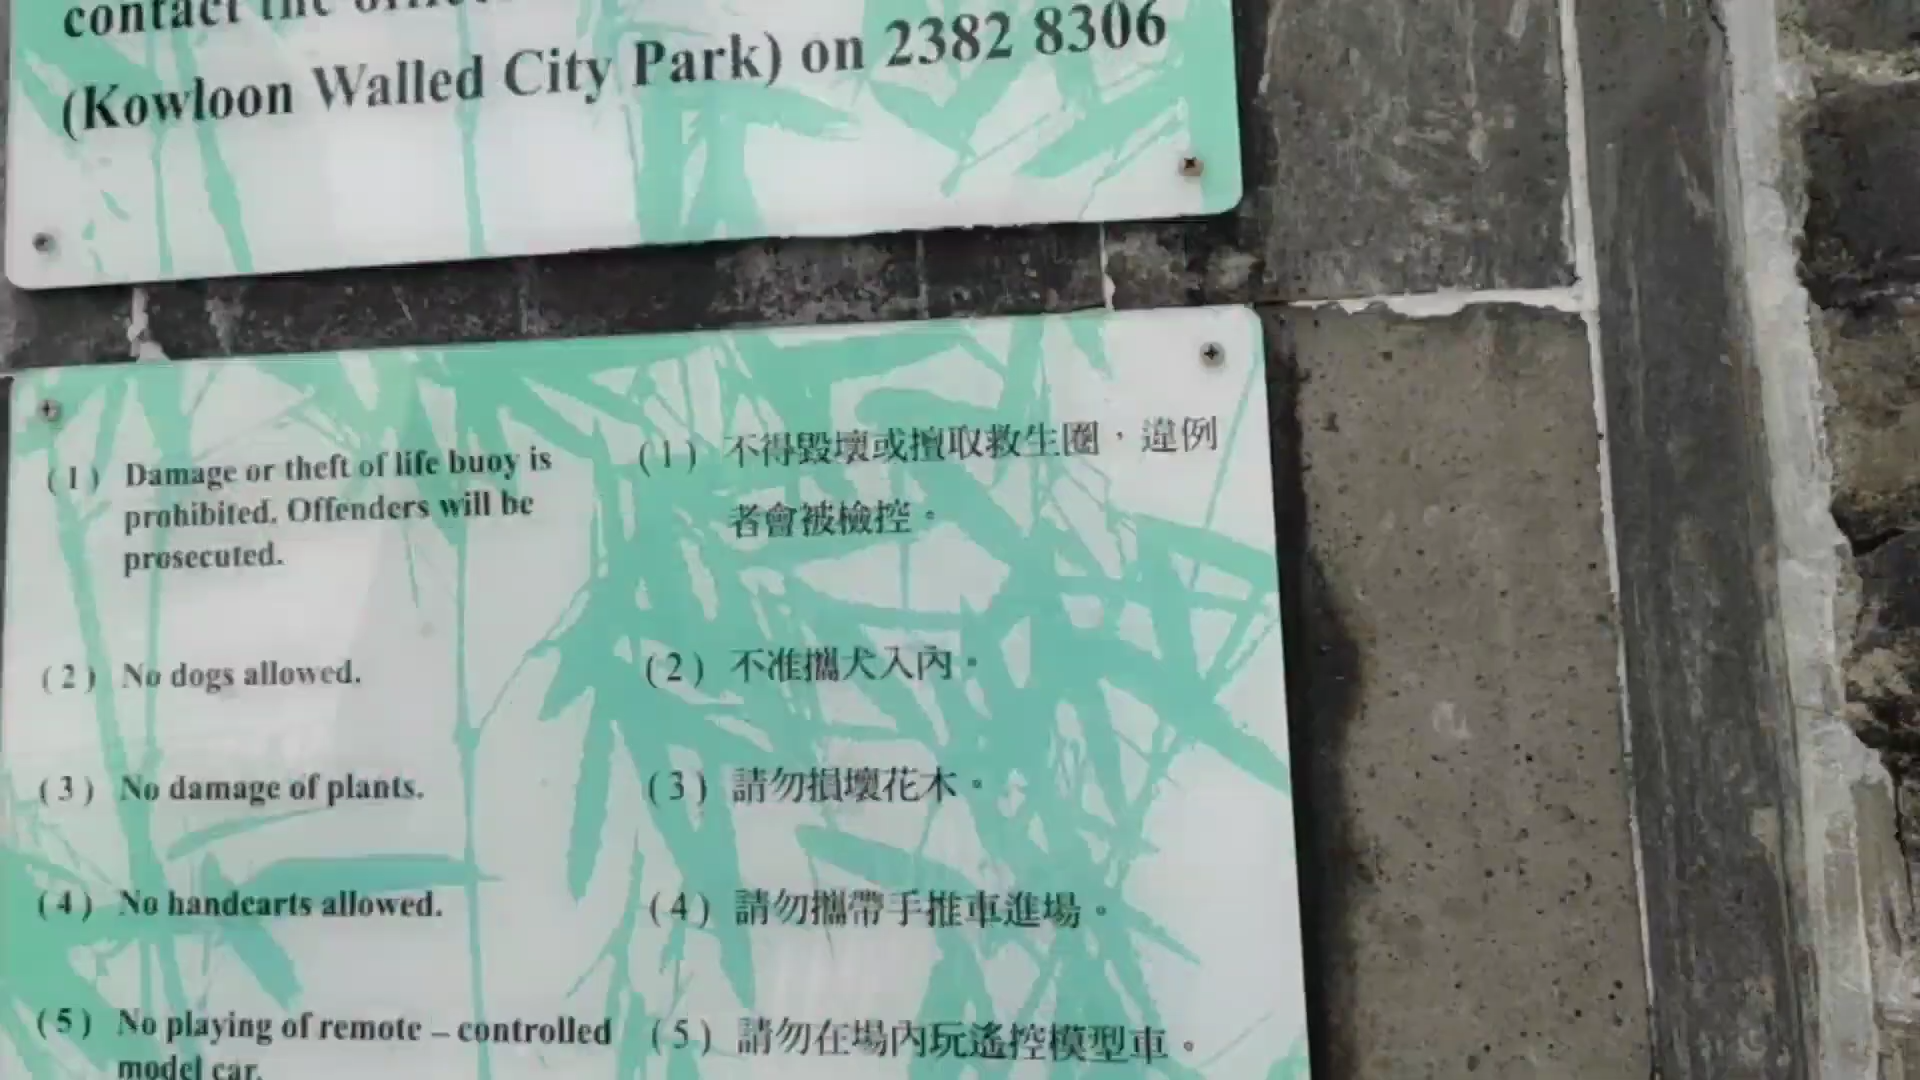 contact the
(Kowloon Walled City Park) on 2382 8306
(1) Damage or theft of life buoy is
prohibited. Offenders will be
prosecuted.
(1) 不得毀壞或擅取救生圈，違例
者會被檢控。
(2) No dogs allowed.
(2) 不准攜犬入內。
(3) No damage of plants.
(3) 請勿損壞花木。
(4) No handcarts allowed.
(4) 請勿攜帶手推車進場。
(5) No playing of remote – controlled
model car.
(5) 請勿在場內玩遙控模型車。